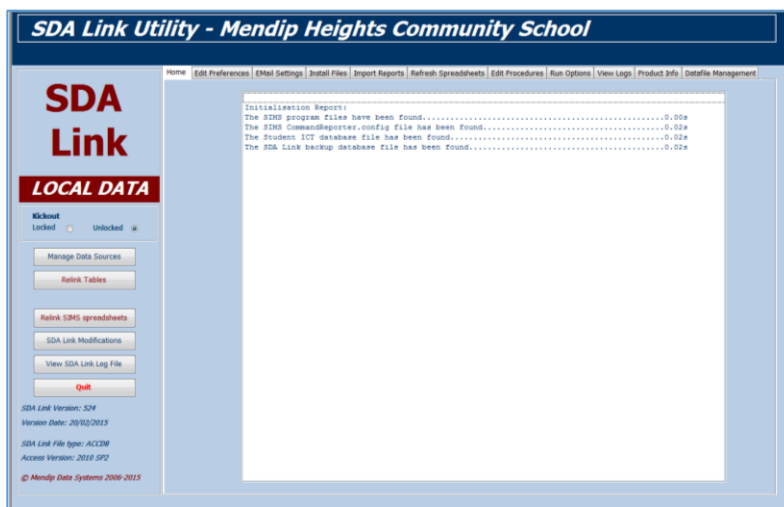 SDA Link Utility - Mendip Heights Community School
Home Edit Preferences EMail Settings Install Files Import Reports Refresh Spreadsheets Edit Procedures Run Options View Logs Product Info Datafile Management
SDA
Link
LOCAL DATA
Kickout
Locked Unlocked
Manage Data Sources
Relink Tables
Relink SIMS spreadsheets
SDA Link Modifications
View SDA Link Log File
Quit
SDA Link Version: 524
Version Date: 20/02/2015
SDA Link File type: ACCDB
Access Version: 2010 SP2
© Mendip Data Systems 2006-2015
Initialisation Report:
The SIMS program files have been found..................................................0.00s
The SIMS CommandReporter.config file has been found.....................................0.02s
The Student ICT database file has been found............................................0.02s
The SDA Link backup database file has been found........................................0.02s